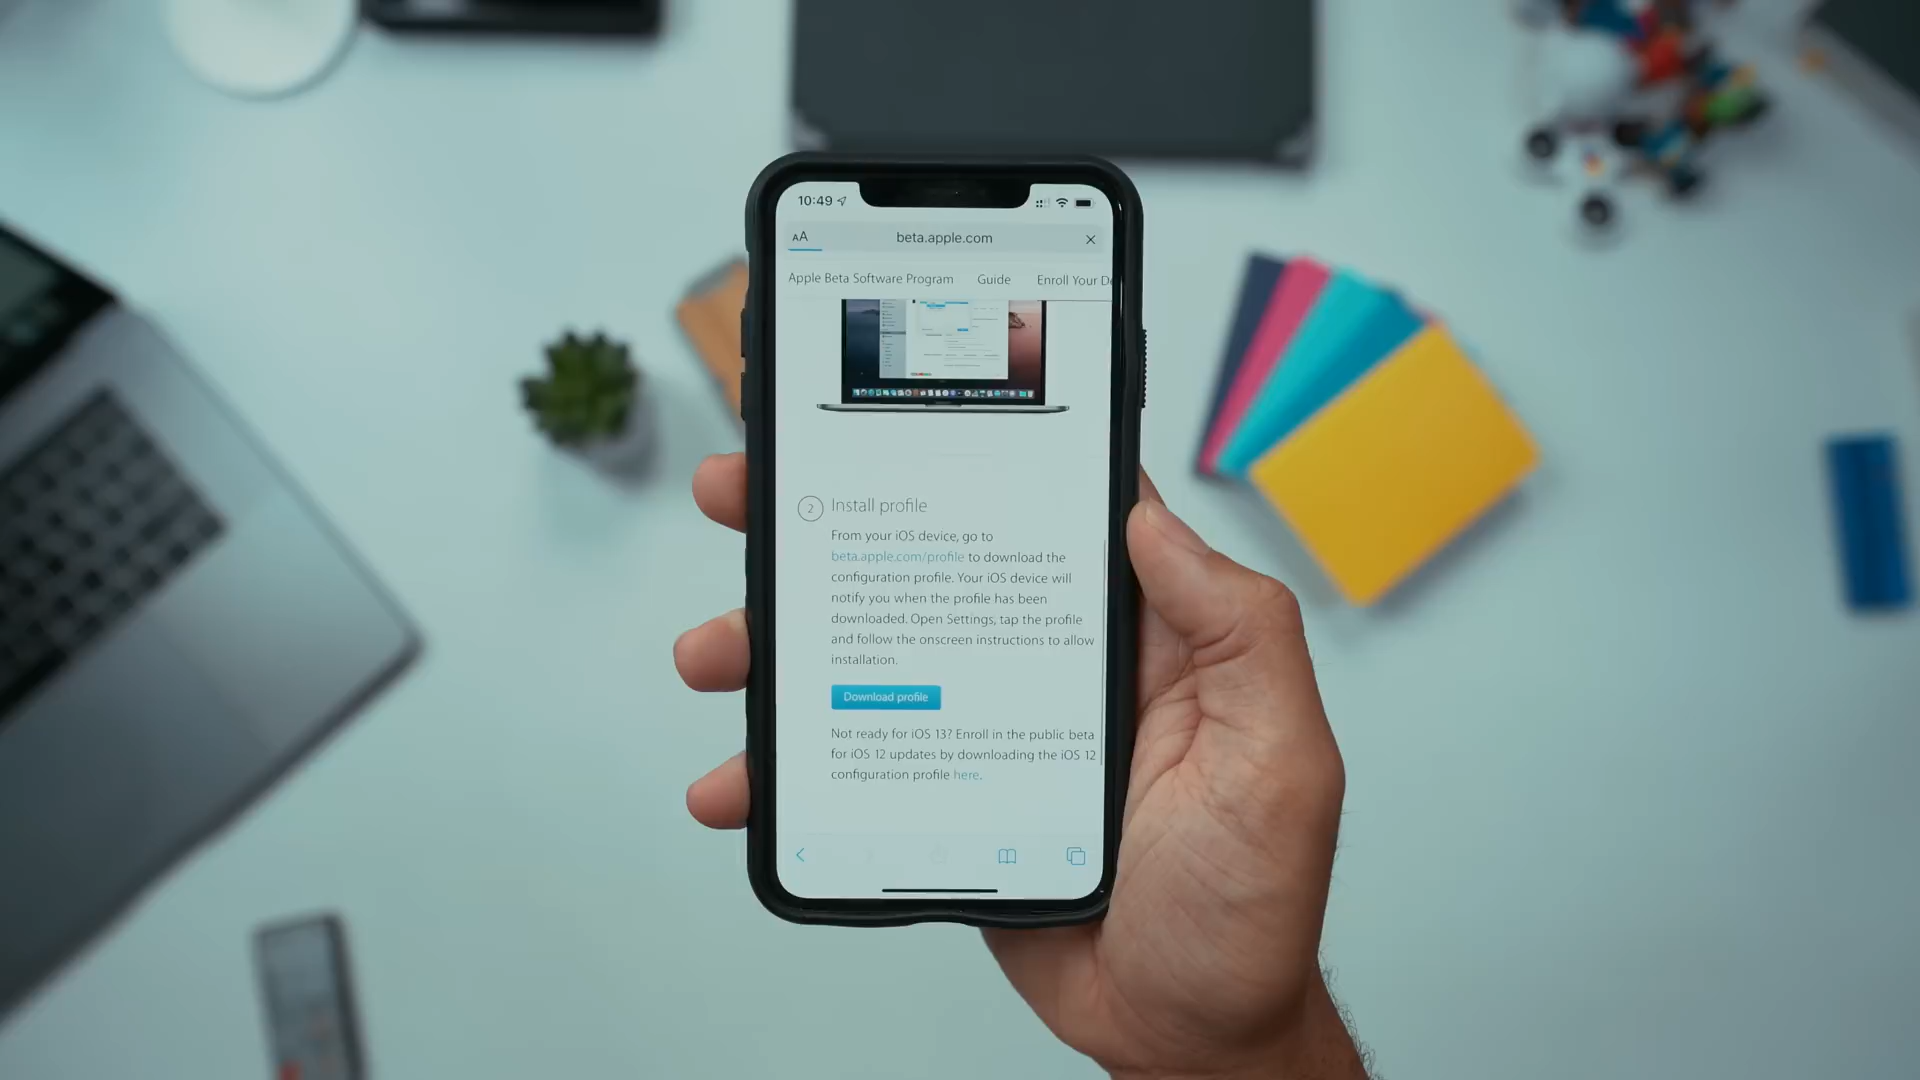 10:49
AA beta.apple.com
Apple Beta Software Program Guide Enroll Your De
2 Install profile
From your iOS device, go to
beta.apple.com/profile to download the
configuration profile. Your iOS device will
notify you when the profile has been
downloaded. Open Settings, tap the profile
and follow the onscreen instructions to allow
installation.
Download profile
Not ready for iOS 13? Enroll in the public beta
for iOS 12 updates by downloading the iOS 12
configuration profile here.